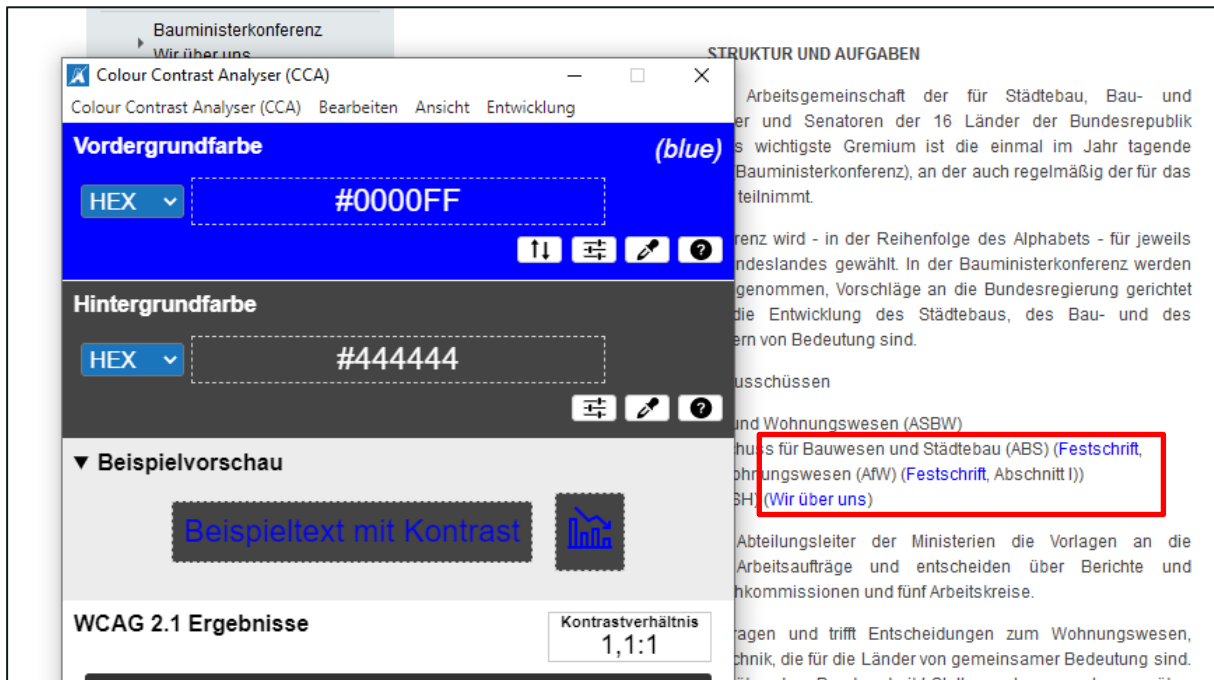 Bauministerkonferenz
Wir über uns
Colour Contrast Analyser (CCA)
Colour Contrast Analyser (CCA) Bearbeiten Ansicht Entwicklung
Vordergrundfarbe (blue)
HEX #0000FF
Hintergrundfarbe
HEX #444444
▼ Beispielvorschau
Beispieltext mit Kontrast
WCAG 2.1 Ergebnisse
Kontrastverhältnis
1,1:1
STRUKTUR UND AUFGABEN
Arbeitsgemeinschaft der für Städtebau, Bau- und
er und Senatoren der 16 Länder der Bundesrepublik
s wichtigste Gremium ist die einmal im Jahr tagende
Bauministerkonferenz), an der auch regelmäßig der für das
teilnimmt.
renz wird - in der Reihenfolge des Alphabets - für jeweils
ndeslandes gewählt. In der Bauministerkonferenz werden
genommen, Vorschläge an die Bundesregierung gerichtet
die Entwicklung des Städtebaus, des Bau- und des
ern von Bedeutung sind.
usschüssen
und Wohnungswesen (ASBW)
chuss für Bauwesen und Städtebau (ABS) (Festschrift,
ohnungswesen (AfW) (Festschrift, Abschnitt I))
SH) (Wir über uns)
Abteilungsleiter der Ministerien die Vorlagen an die
Arbeitsaufträge und entscheiden über Berichte und
hkommissionen und fünf Arbeitskreise.
ragen und trifft Entscheidungen zum Wohnungswesen,
chnik, die für die Länder von gemeinsamer Bedeutung sind.